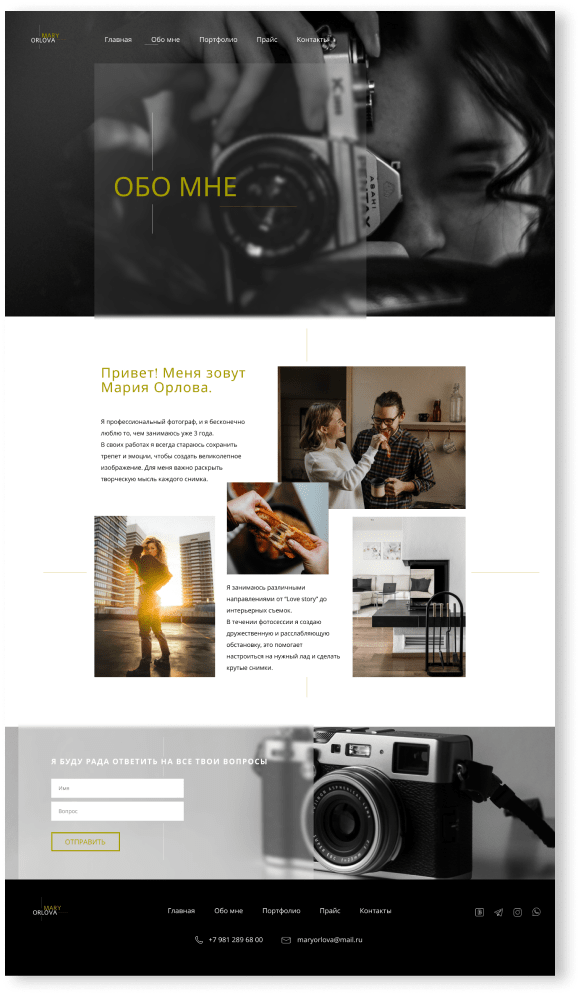 MARY
ORLOVA
Главная Обо мне Портфолио Прайс Контакты
ASAHI
PENTAX
ОБО МНЕ
Привет! Меня зовут
Мария Орлова.
Я профессиональный фотограф, и я бесконечно
люблю то, чем занимаюсь уже 3 года.
В своих работах я всегда стараюсь сохранить
трепет и эмоции, чтобы создать великолепное
изображение. Для меня важно раскрыть
творческую мысль каждого снимка.
Я занимаюсь различными
направлениями от "Love story" до
интерьерных съемок.
В течении фотосессии я создаю
дружественную и расслабляющую
обстановку, это помогает
настроиться на нужный лад и сделать
крутые снимки.
Я БУДУ РАДА ОТВЕТИТЬ НА ВСЕ ТВОИ ВОПРОСЫ
Имя
Вопрос
ОТПРАВИТЬ
MARY
ORLOVA
Главная Обо мне Портфолио Прайс Контакты
+7 981 289 68 00 maryorlova@mail.ru